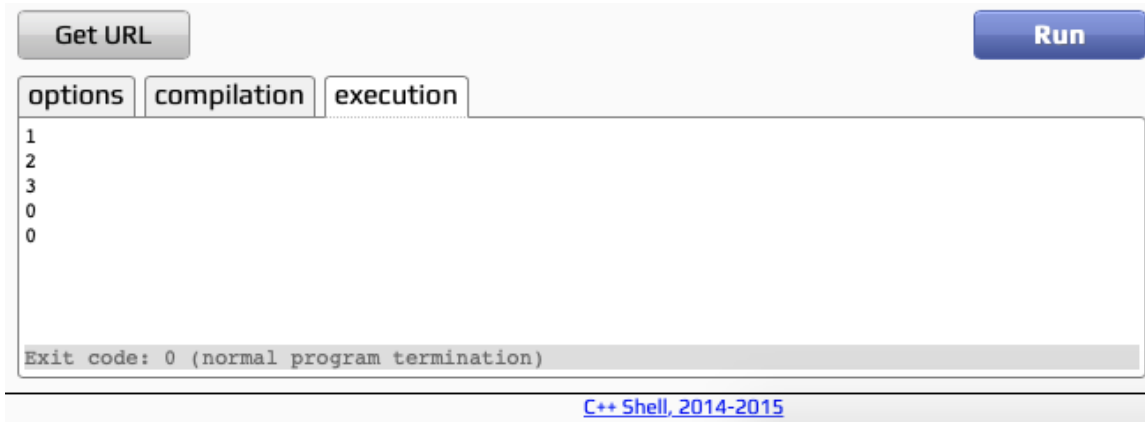 Get URL Run
options compilation execution
1
2
3
0
0
Exit code: 0 (normal program termination)
C++ Shell, 2014-2015